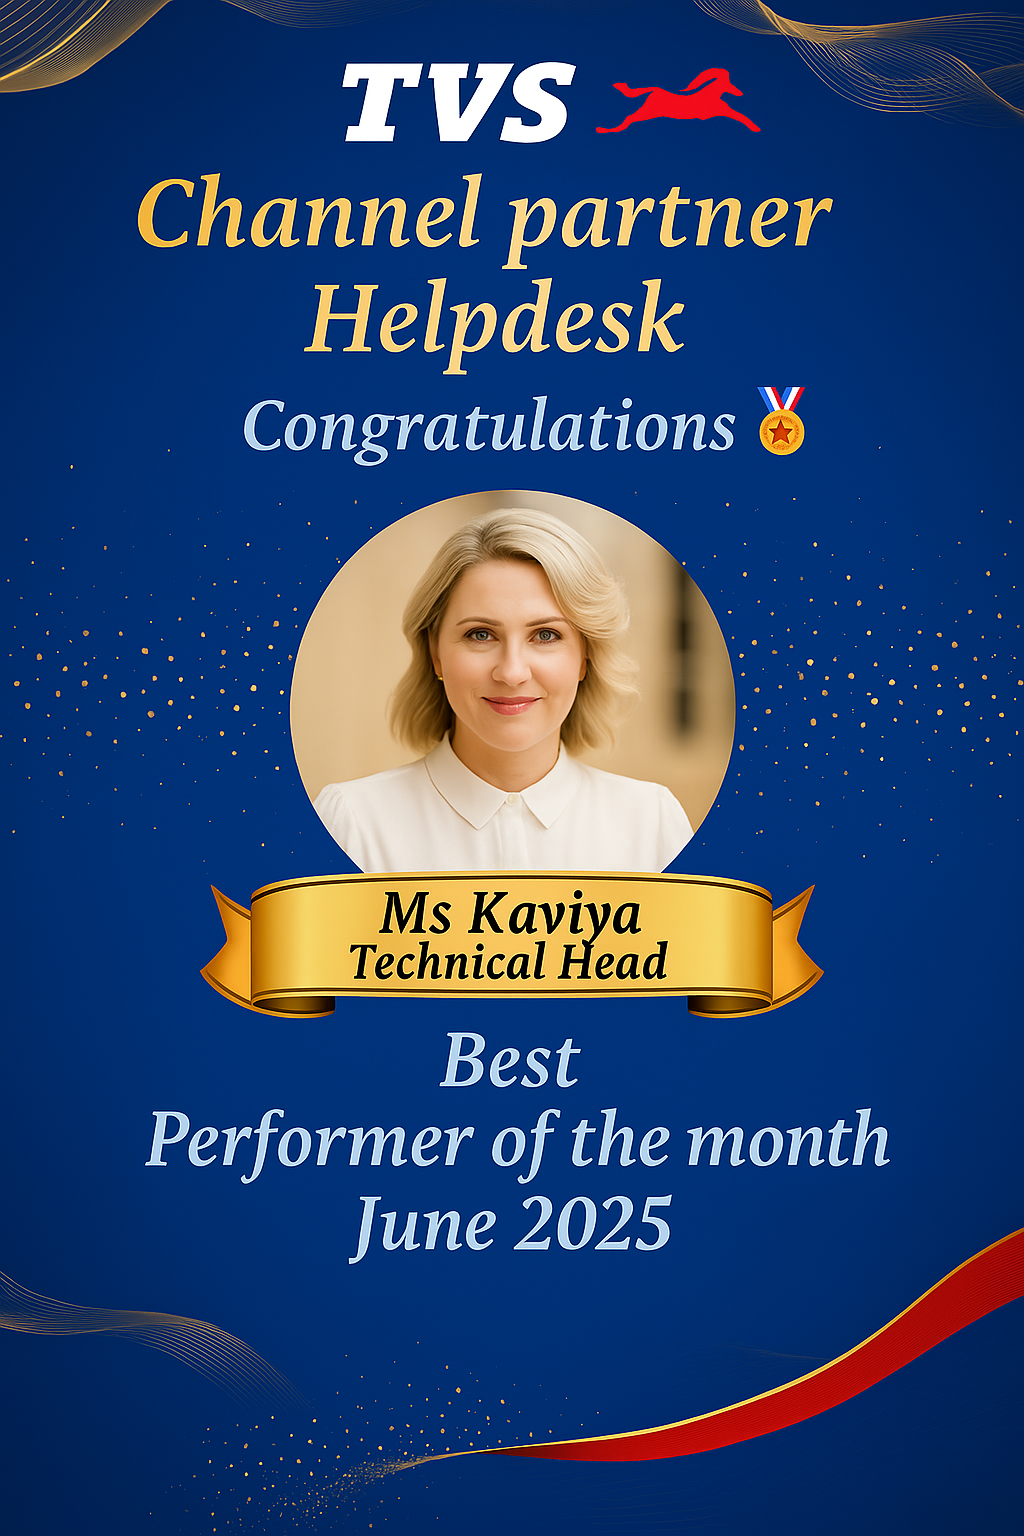 TVS
Channel partner
Helpdesk
Congratulations
Ms Kaviya
Technical Head
Best
Performer of the month
June 2025